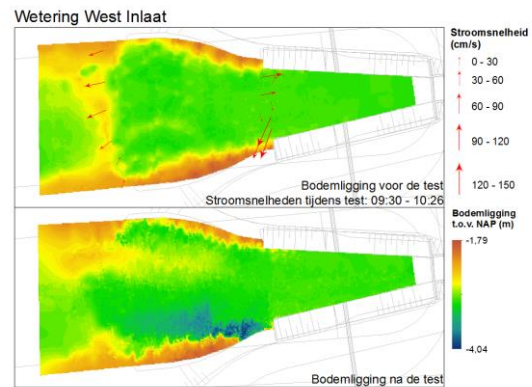 Wetering West Inlaat
Stroomsnelheid
(cm/s)
0 - 30
30 - 60
60 - 90
90 - 120
120 - 150
Bodemligging voor de test
Stroomsnelheden tijdens test: 09:30 - 10:26
Bodemligging
t.o.v. NAP (m)
-1,79
-4,04
Bodemligging na de test